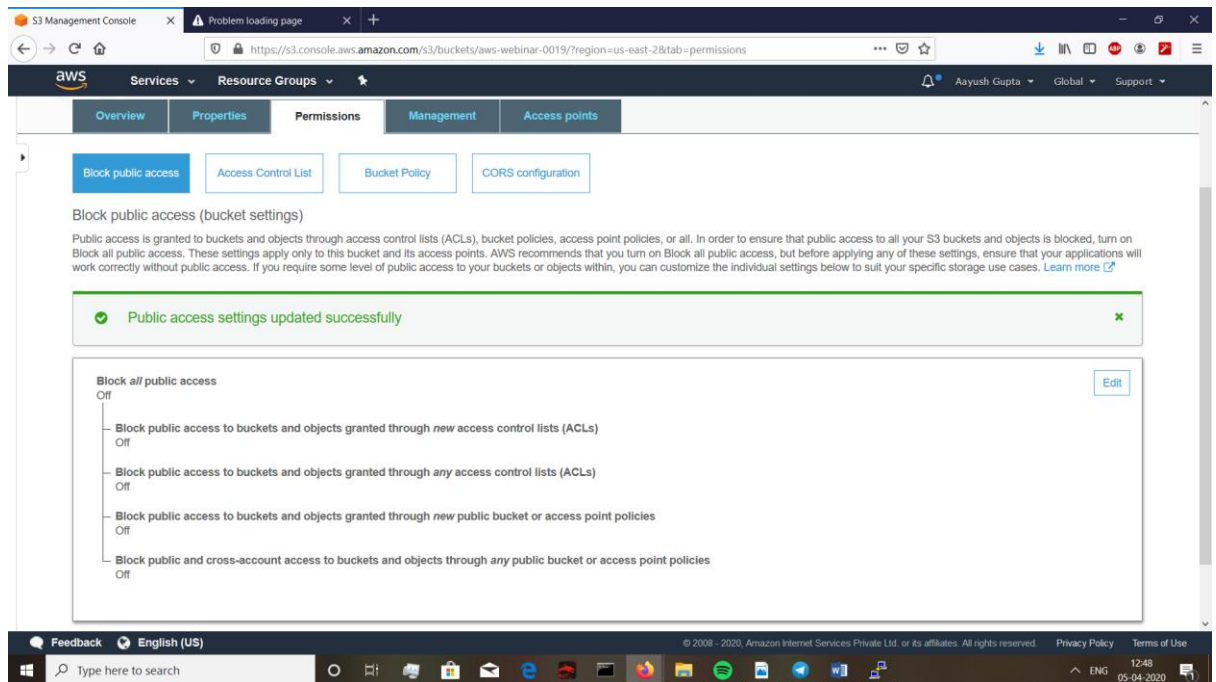 S3 Management Console
Problem loading page
https://s3.console.aws.amazon.com/s3/buckets/aws-webinar-0019/?region=us-east-2&tab=permissions
aws Services Resource Groups Aayush Gupta Global Support
Overview Properties Permissions Management Access points
Block public access Access Control List Bucket Policy CORS configuration
Block public access (bucket settings)
Public access is granted to buckets and objects through access control lists (ACLs), bucket policies, access point policies, or all. In order to ensure that public access to all your S3 buckets and objects is blocked, turn on
Block all public access. These settings apply only to this bucket and its access points. AWS recommends that you turn on Block all public access, but before applying any of these settings, ensure that your applications will
work correctly without public access. If you require some level of public access to your buckets or objects within, you can customize the individual settings below to suit your specific storage use cases. Learn more
Public access settings updated successfully
Block all public access
Off
Edit
Block public access to buckets and objects granted through new access control lists (ACLs)
Off
Block public access to buckets and objects granted through any access control lists (ACLs)
Off
Block public access to buckets and objects granted through new public bucket or access point policies
Off
Block public and cross-account access to buckets and objects through any public bucket or access point policies
Off
Feedback English (US) © 2008 - 2020, Amazon Internet Services Private Ltd. or its affiliates. All rights reserved. Privacy Policy Terms of Use
Type here to search
ENG
12:48
05-04-2020